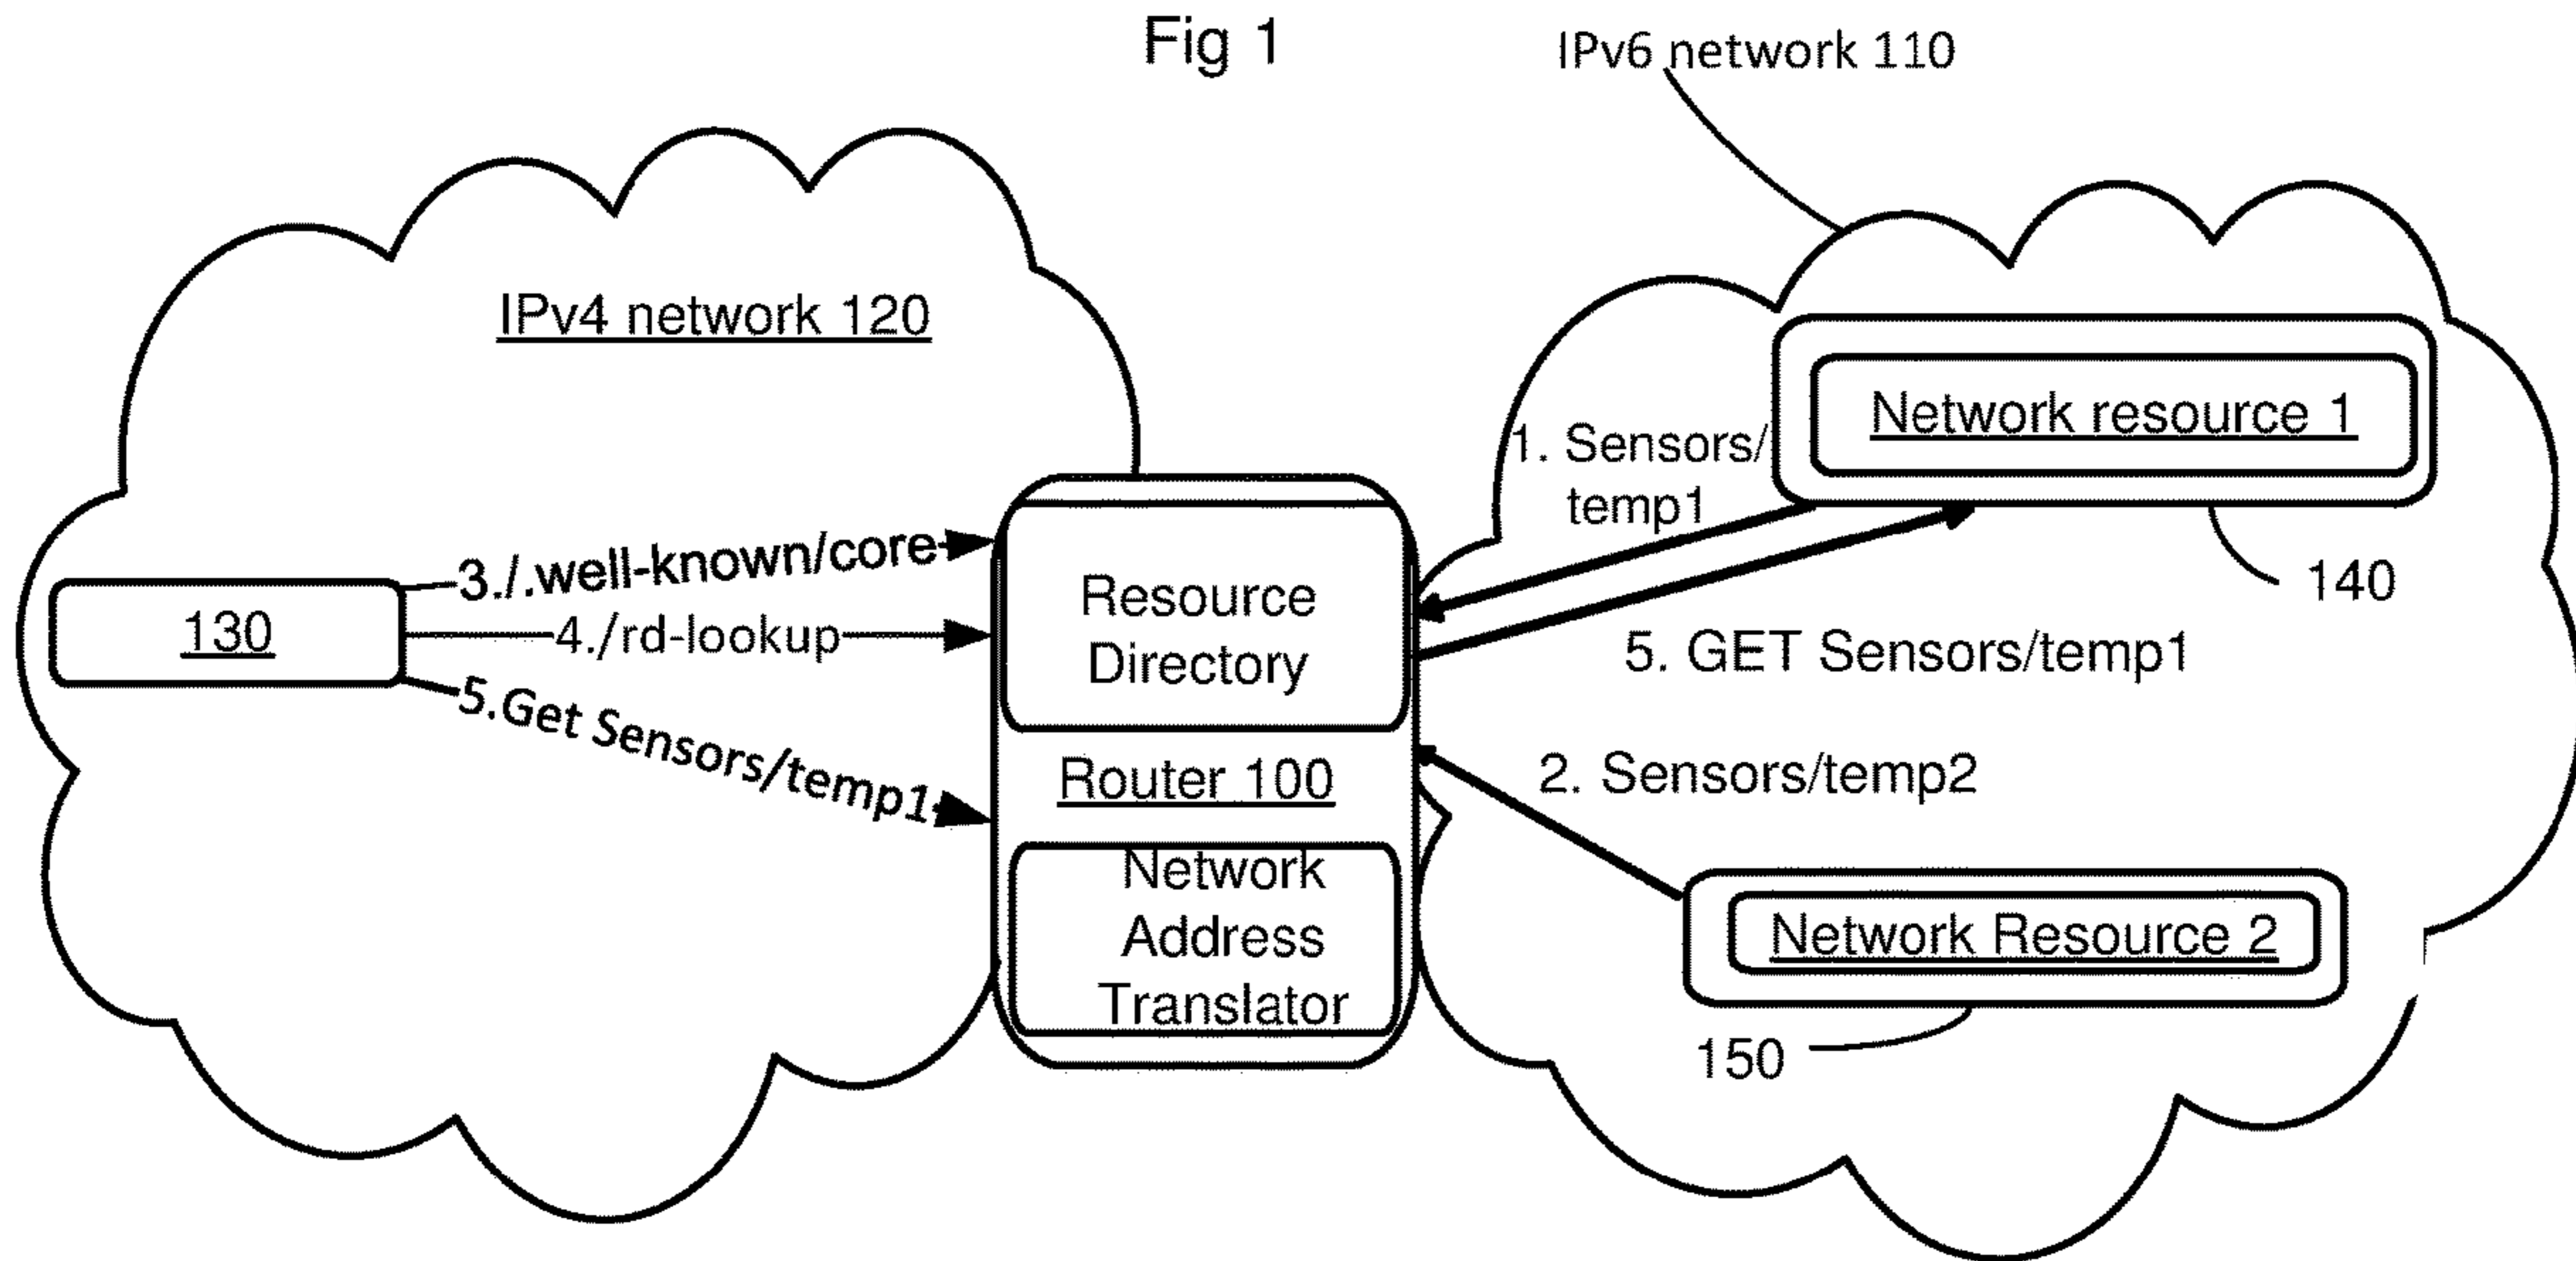 Fig 1
IPv6 network 110
IPv4 network 120
Network resource 1
1. Sensors/
temp1
140
3./.well-known/core
130
4./rd-lookup
5.Get Sensors/temp1
Resource
Directory
5. GET Sensors/temp1
Router 100
2. Sensors/temp2
Network
Address
Translator
Network Resource 2
150